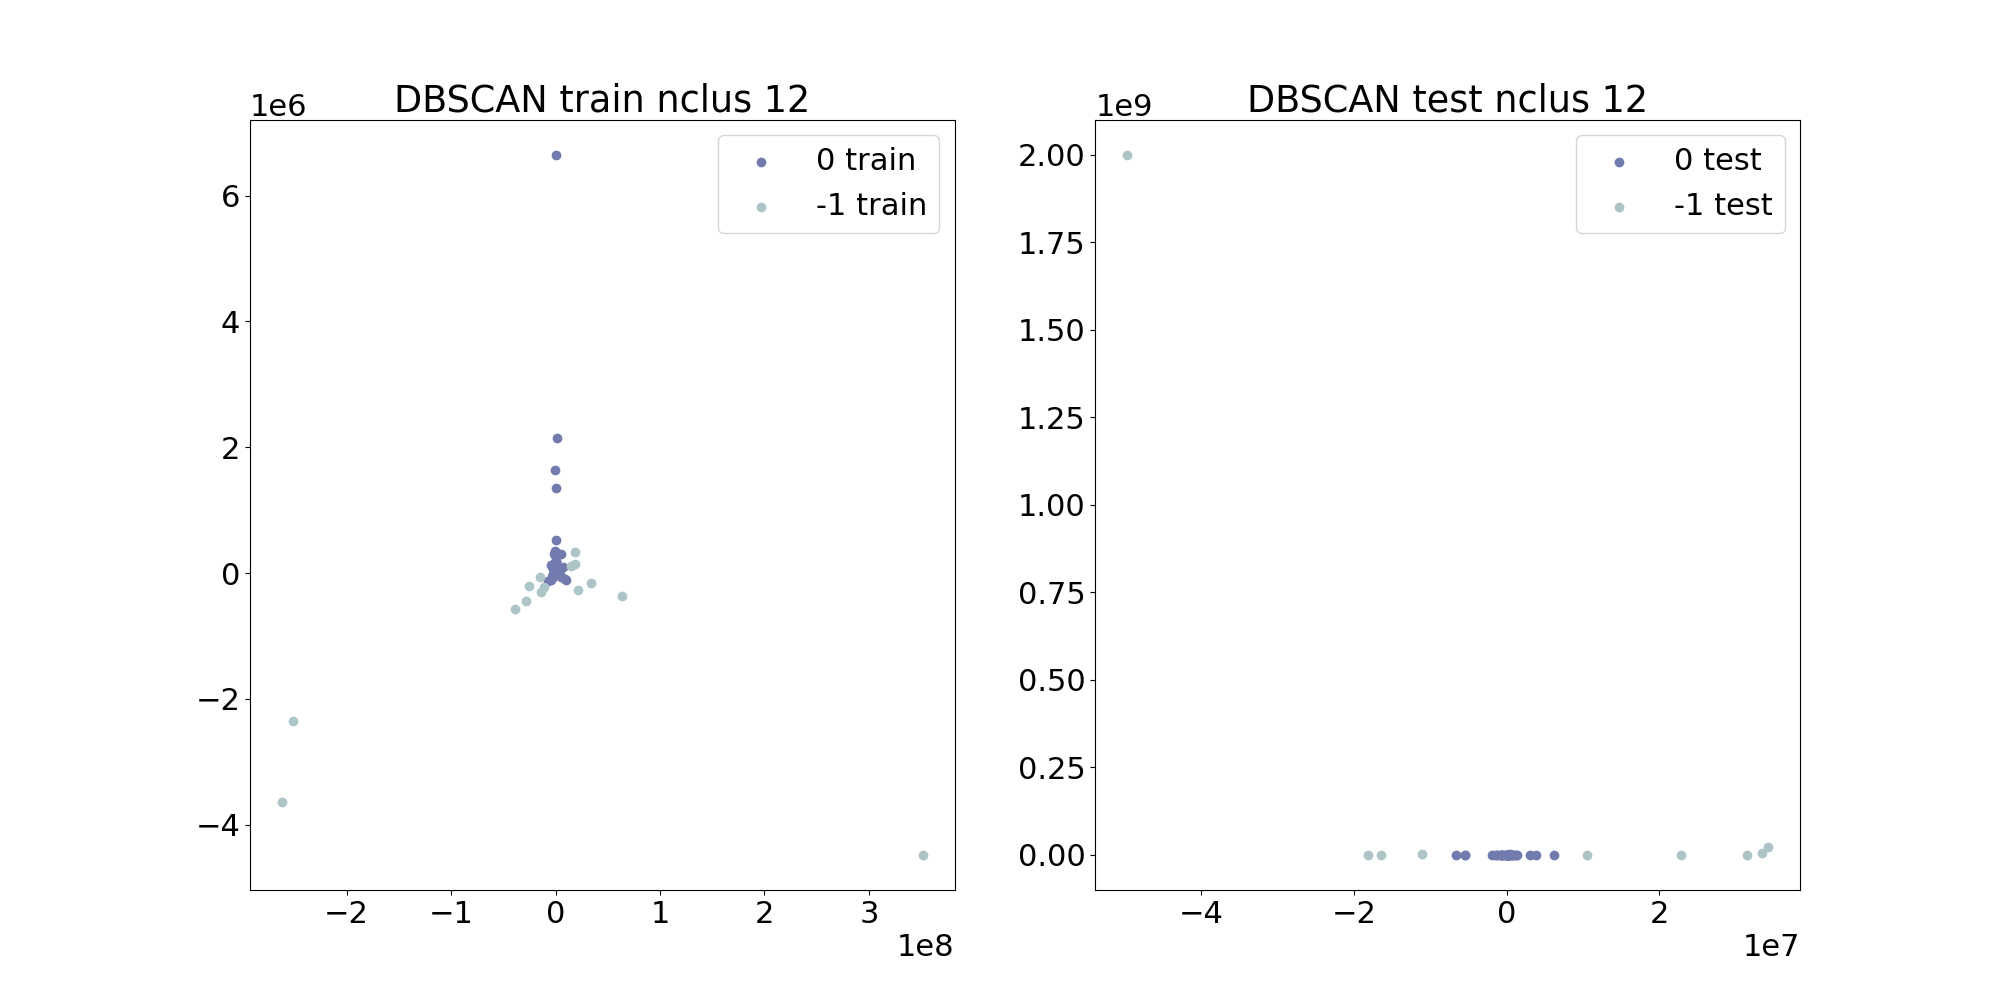 DBSCAN train nclus 12
1e6
0 train
-1 train
6
4
2
0
−2
−4
−2 −1 0 1 2 3
1e8
DBSCAN test nclus 12
1e9
0 test
-1 test
2.00
1.75
1.50
1.25
1.00
0.75
0.50
0.25
0.00
−4 −2 0 2
1e7